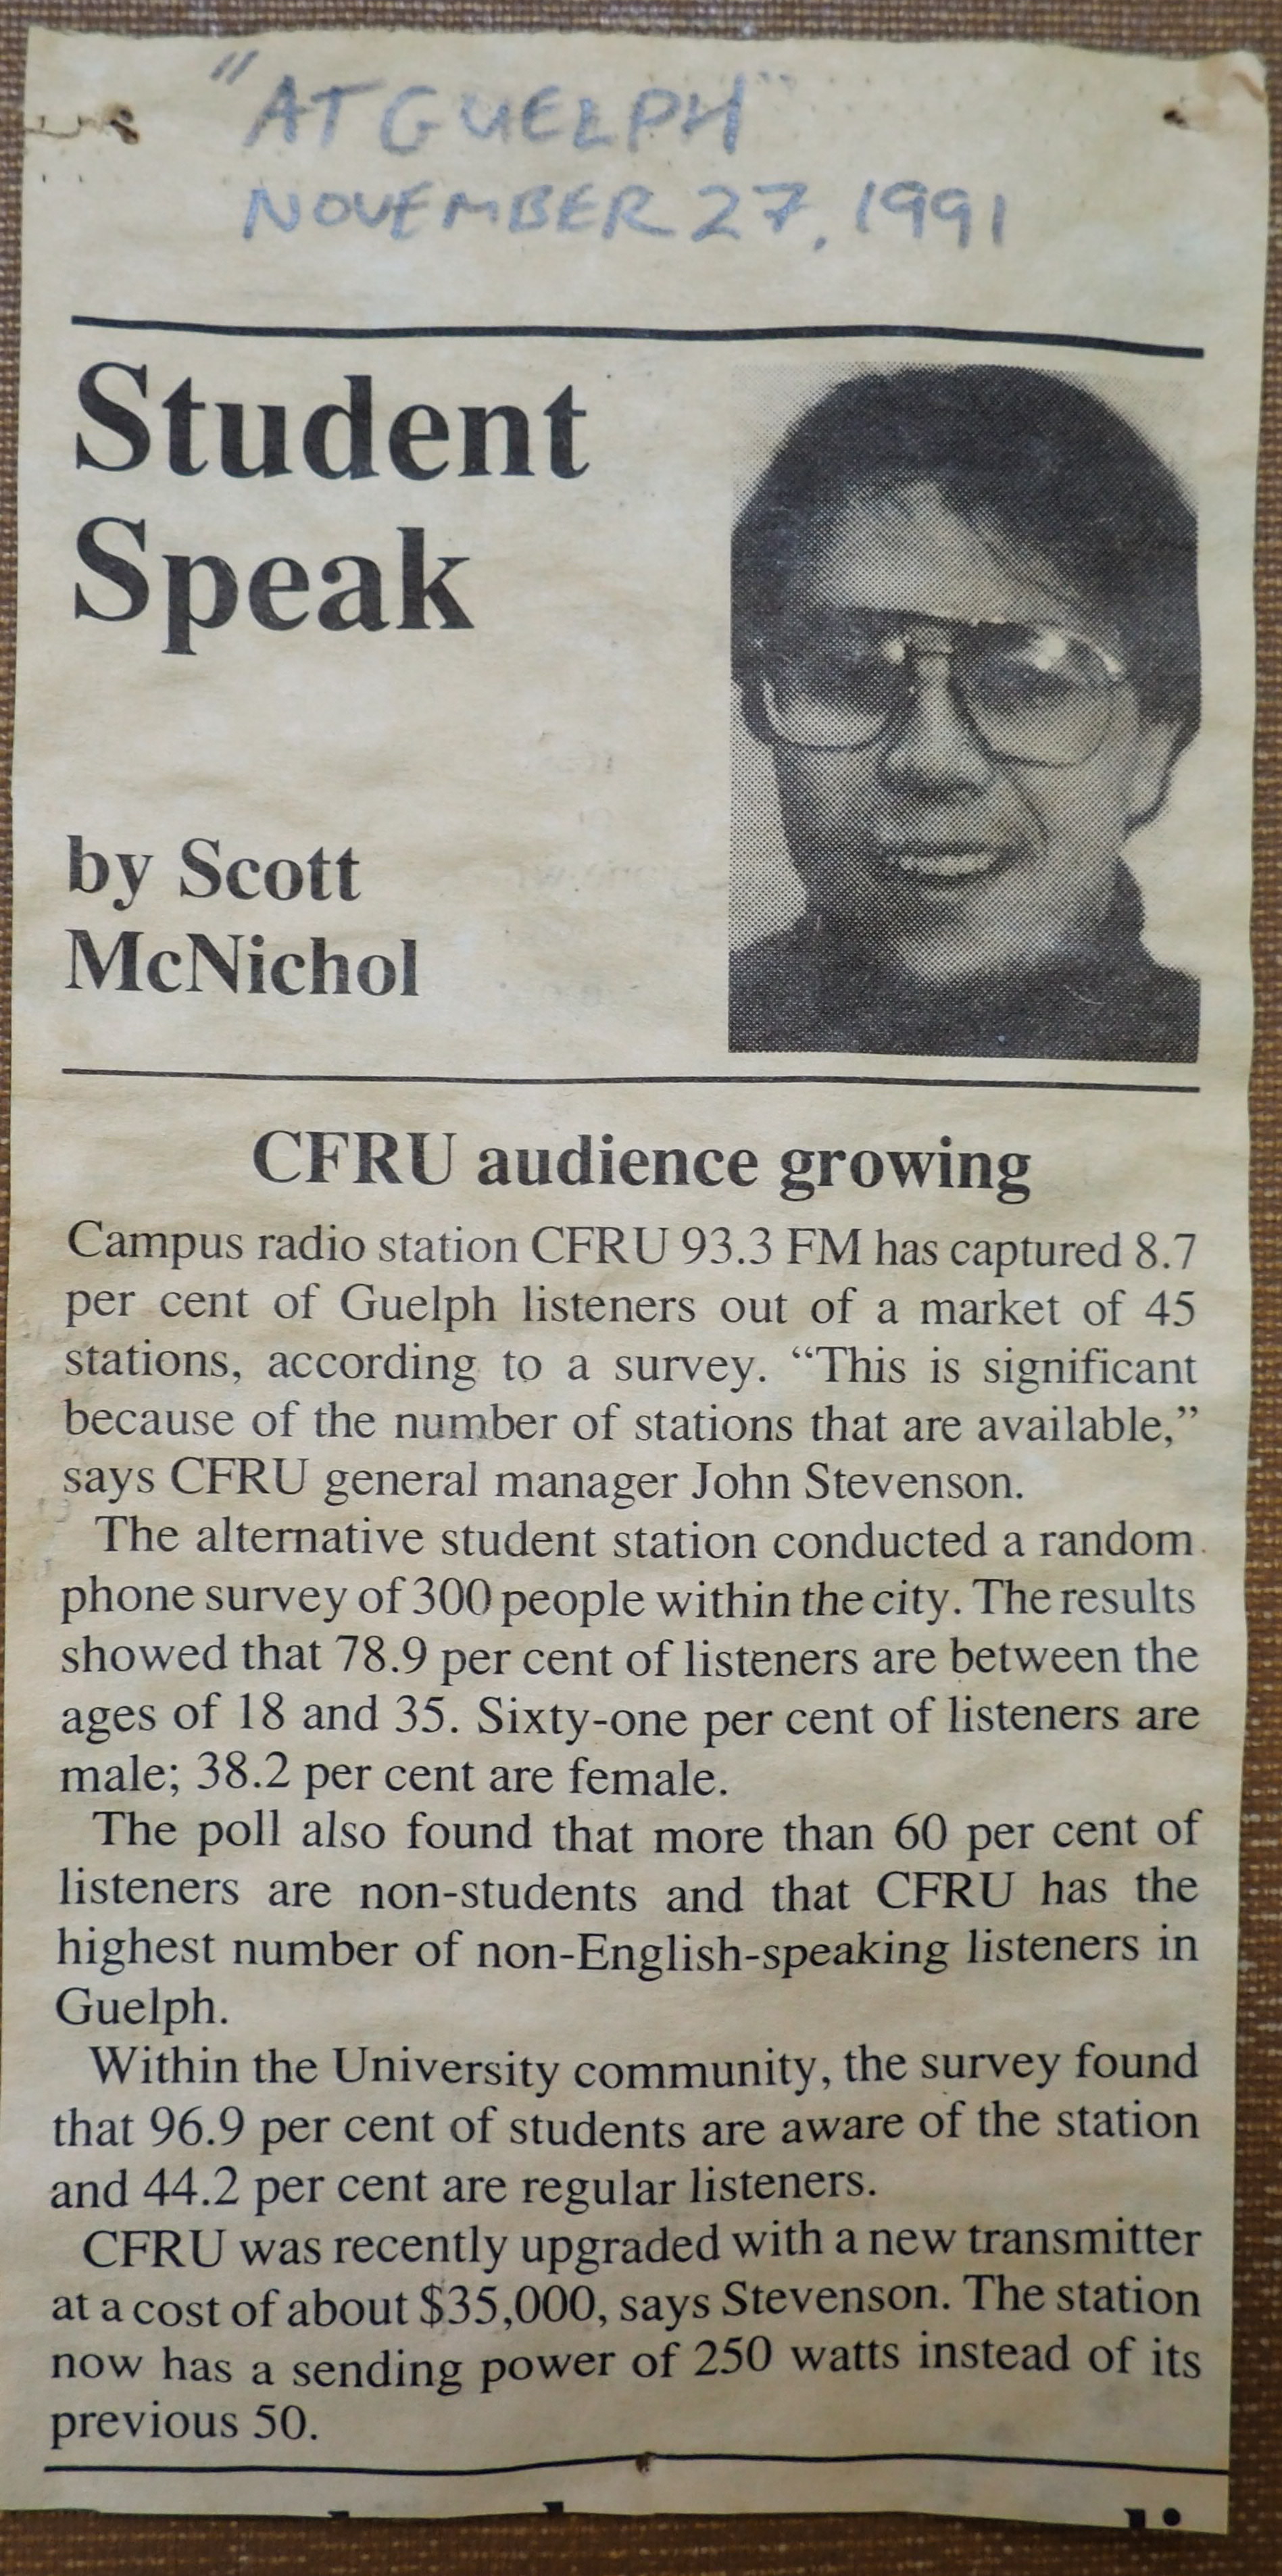 "AT GUELPH"
NOVEMBER 27, 1991
Student
Speak
by Scott
McNichol
CFRU audience growing
Campus radio station CFRU 93.3 FM has captured 8.7
per cent of Guelph listeners out of a market of 45
stations, according to a survey. “This is significant
because of the number of stations that are available,”
says CFRU general manager John Stevenson.
The alternative student station conducted a random
phone survey of 300 people within the city. The results
showed that 78.9 per cent of listeners are between the
ages of 18 and 35. Sixty-one per cent of listeners are
male; 38.2 per cent are female.
The poll also found that more than 60 per cent of
listeners are non-students and that CFRU has the
highest number of non-English-speaking listeners in
Guelph.
Within the University community, the survey found
that 96.9 per cent of students are aware of the station
and 44.2 per cent are regular listeners.
CFRU was recently upgraded with a new transmitter
at a cost of about $35,000, says Stevenson. The station
now has a sending power of 250 watts instead of its
previous 50.